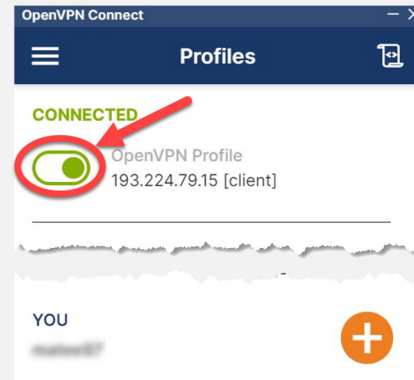 OpenVPN Connect
Profiles
CONNECTED
OpenVPN Profile
193.224.79.15 [client]
YOU